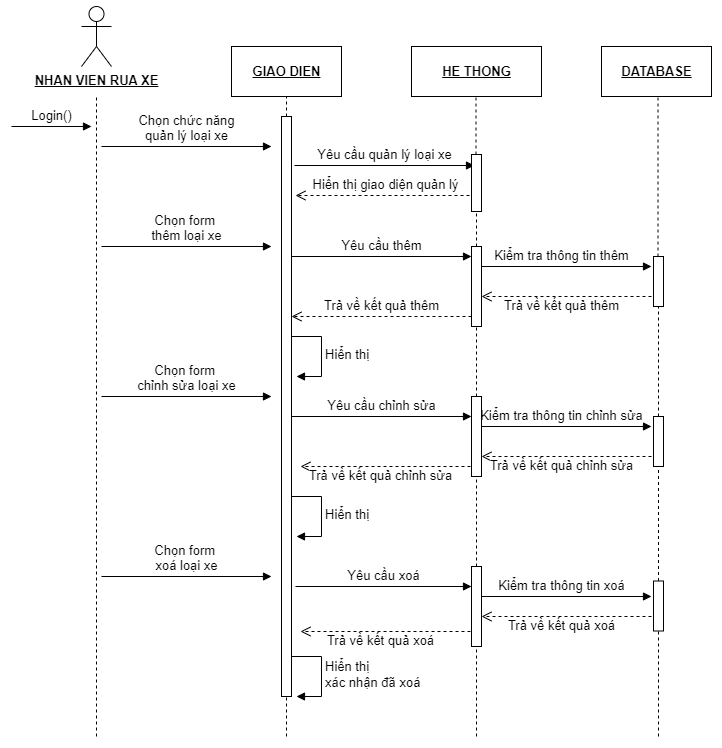 NHAN VIEN RUA XE
GIAO DIEN
HE THONG
DATABASE
Login()
Chọn chức năng
quản lý loại xe
Yêu cầu quản lý loại xe
Hiển thị giao diện quản lý
Chọn form
thêm loại xe
Yêu cầu thêm
Kiểm tra thông tin thêm
Trả về kết quả thêm
Trả về kết quả thêm
Hiển thị
Chọn form
chỉnh sửa loại xe
Yêu cầu chỉnh sửa
Kiểm tra thông tin chỉnh sửa
Trả về kết quả chỉnh sửa
Trả về kết quả chỉnh sửa
Hiển thị
Chọn form
xoá loại xe
Yêu cầu xoá
Kiểm tra thông tin xoá
Trả về kết quả xoá
Trả về kết quả xoá
Hiển thị
xác nhận đã xoá